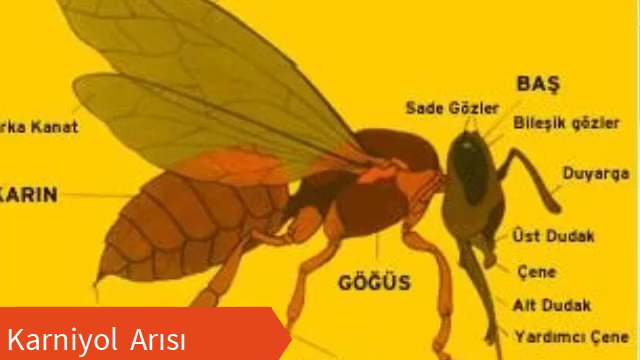 BAŞ
Sade Gözler
Bileşik gözler
rka Kanat
Duyarga
KARIN
Üst Dudak
Çene
GÖĞÜS
Alt Dudak
Yardımcı Çene
Karniyol Arısı